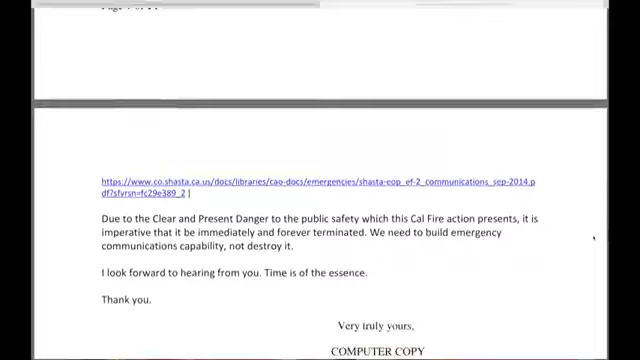 https://www.co.shasta.ca.us/docs/libraries/cao-docs/emergencies/shasta-eop_ef-2_communications_sep-2014.p
df?sfvrsn=fc29e389_2 |
Due to the Clear and Present Danger to the public safety which this Cal Fire action presents, it is
imperative that it be immediately and forever terminated. We need to build emergency
communications capability, not destroy it.
I look forward to hearing from you. Time is of the essence.
Thank you.
Very truly yours,
COMPUTER COPY